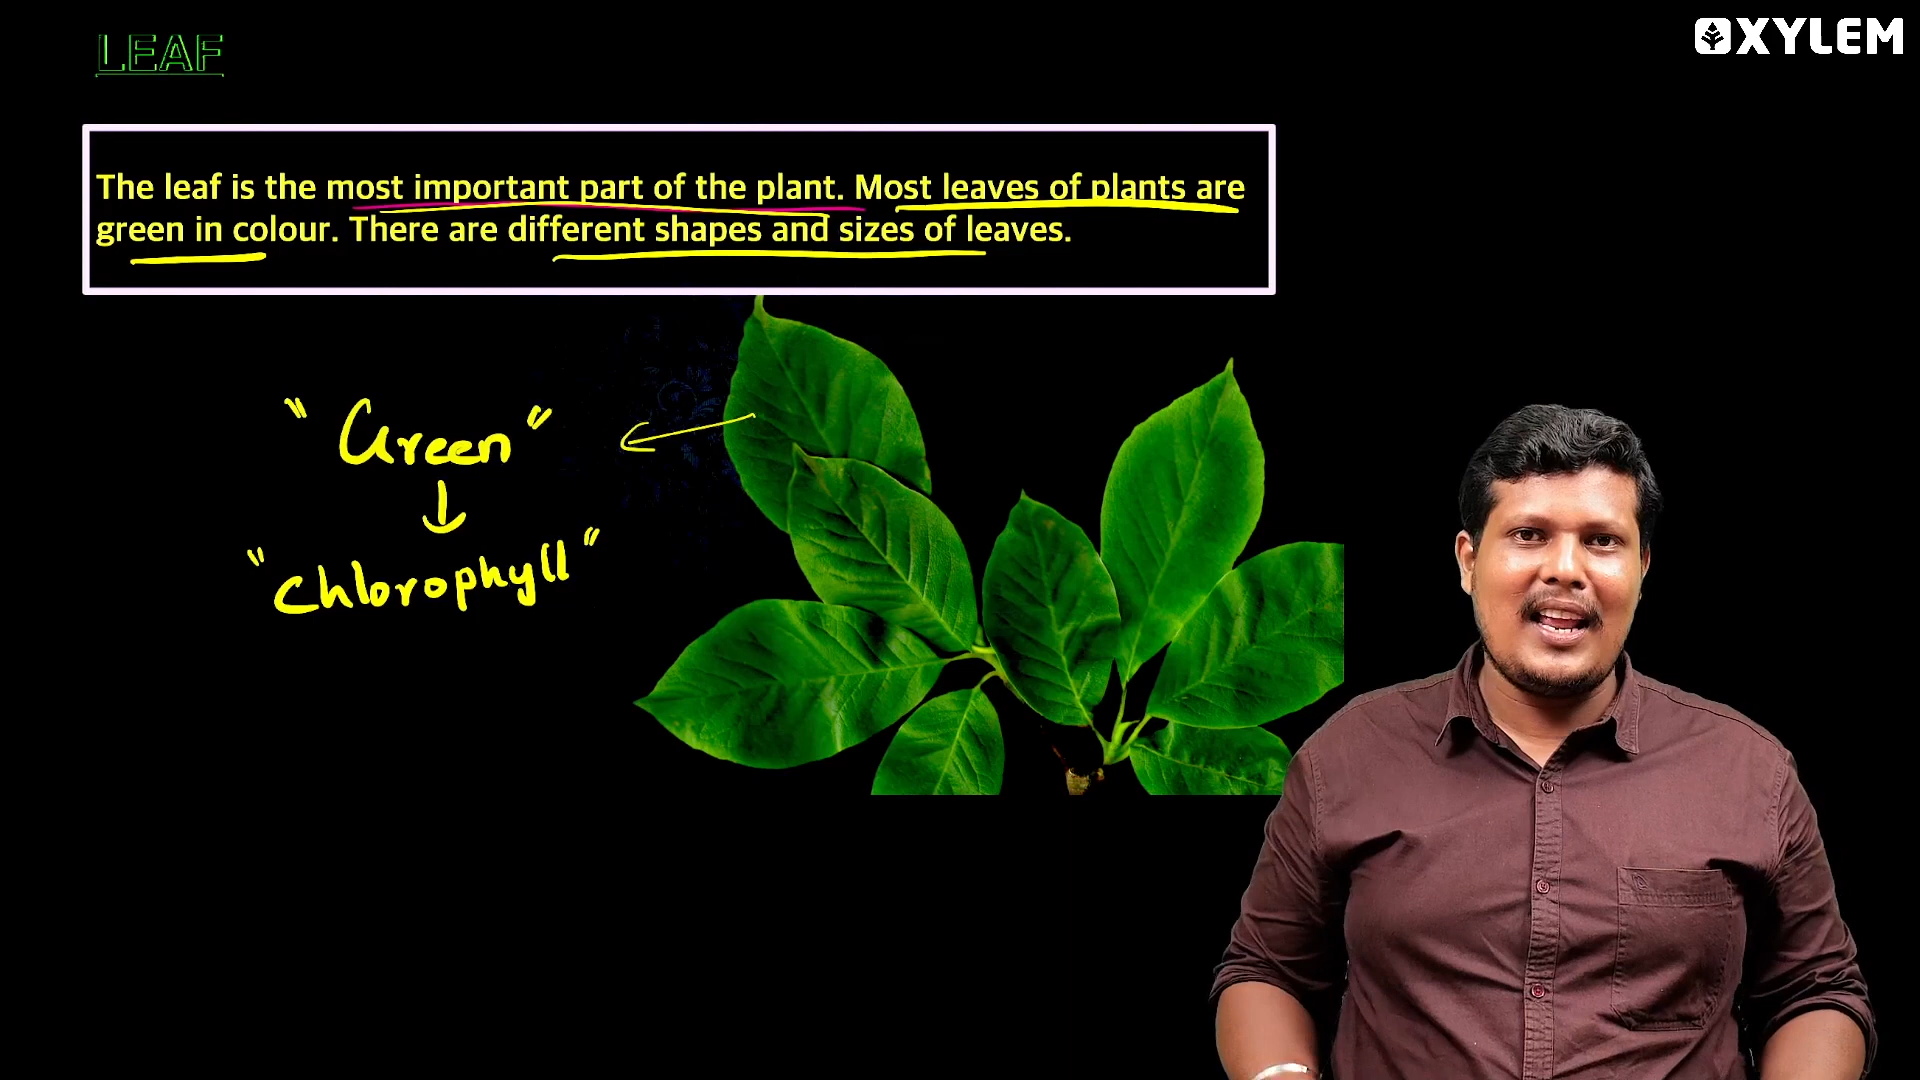 LEAF
XYLEM
The leaf is the most important part of the plant. Most leaves of plants are
green in colour. There are different shapes and sizes of leaves.
"Green"
"chlorophyll"